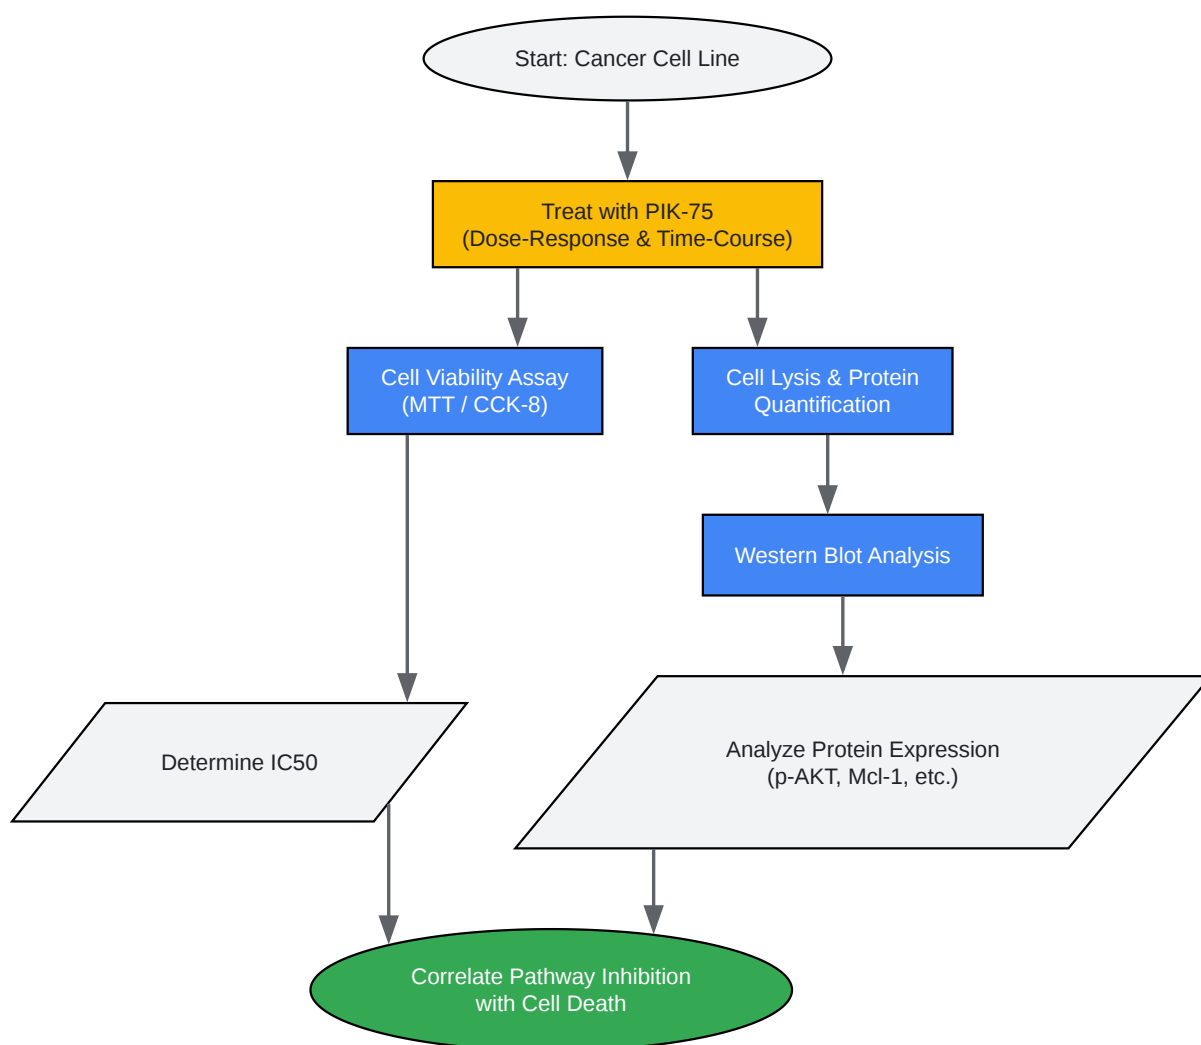 Start: Cancer Cell Line
Treat with PIK-75
(Dose-Response & Time-Course)
Cell Viability Assay
(MTT / CCK-8)
Cell Lysis & Protein
Quantification
Western Blot Analysis
Determine IC50
Analyze Protein Expression
(p-AKT, Mcl-1, etc.)
Correlate Pathway Inhibition
with Cell Death